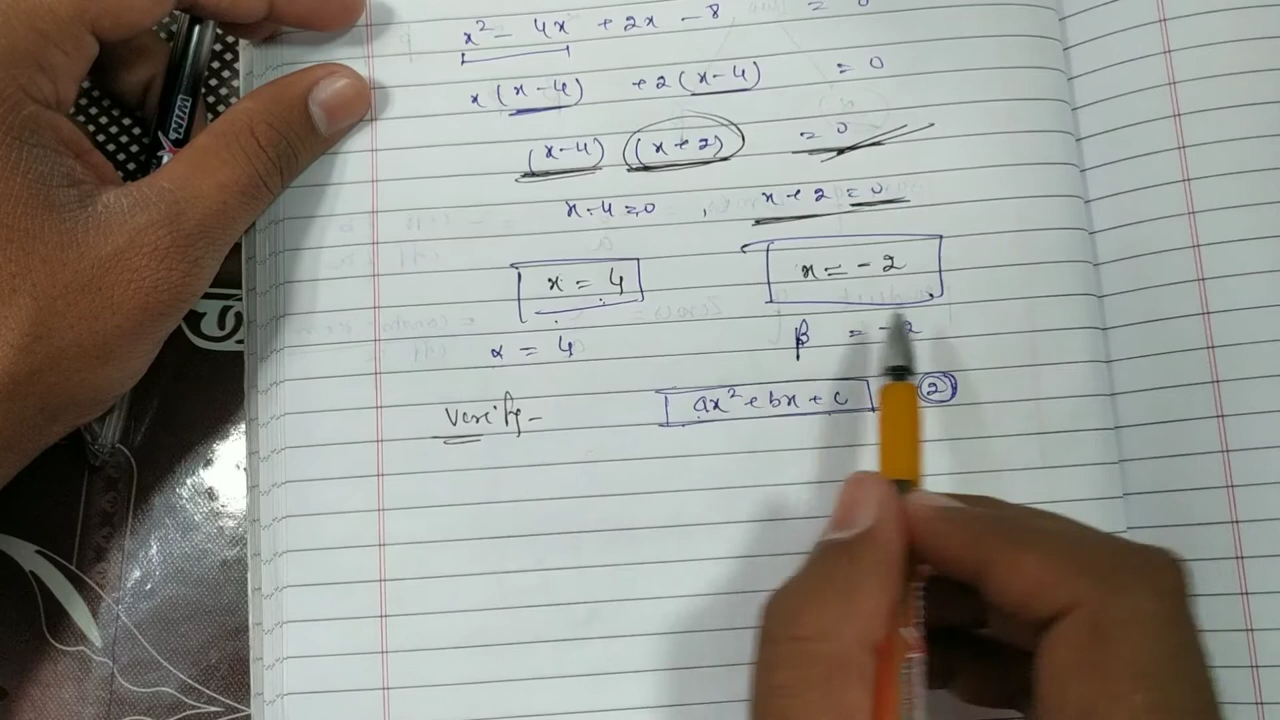 x² - 4x + 2x - 8 = 0
x (x-4) +2 (x-4) = 0
(x-4) (x+2) = 0
x-4=0 , x+2=0
x = 4 x = -2
α = 4 β = -2
Verify- ax²+bx+c 2
WIN